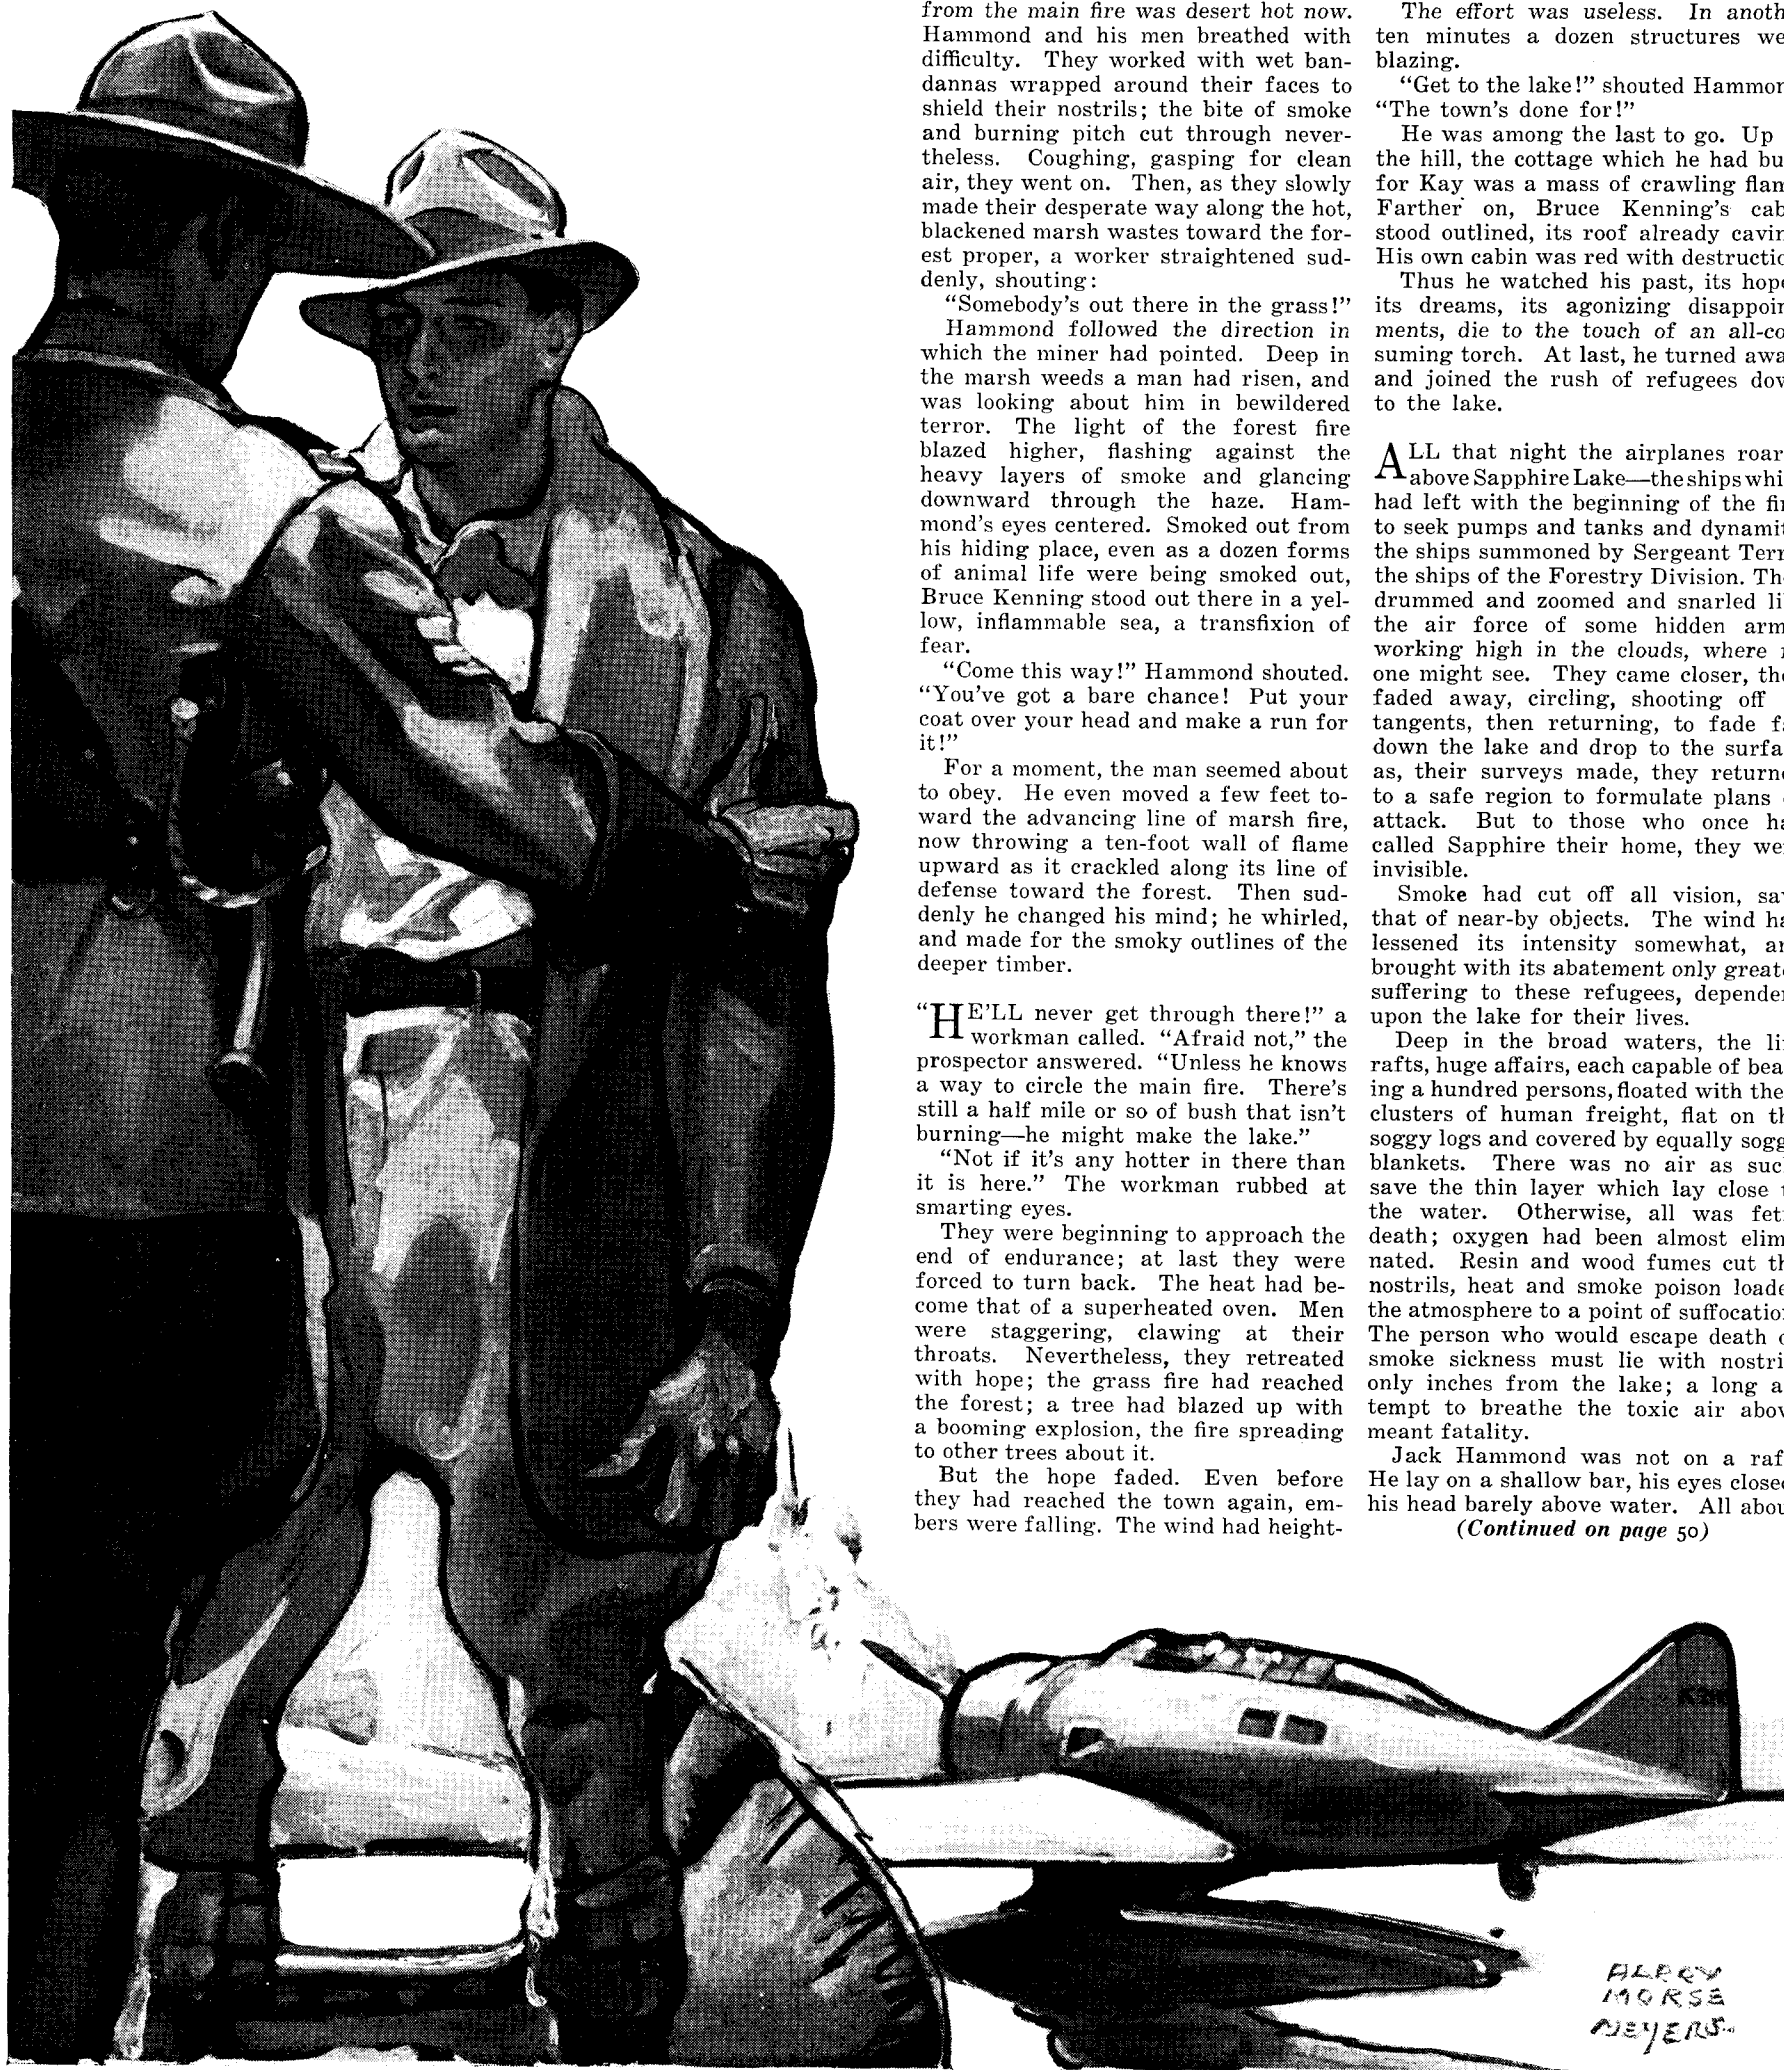 from the main fire was desert hot now.
Hammond and his men breathed with
difficulty. They worked with wet ban-
dannas wrapped around their faces to
shield their nostrils; the bite of smoke
and burning pitch cut through never-
theless. Coughing, gasping for clean
air, they went on. Then, as they slowly
made their desperate way along the hot,
blackened marsh wastes toward the for-
est proper, a worker straightened sud-
denly, shouting:
"Somebody's out there in the grass!"
Hammond followed the direction in
which the miner had pointed. Deep in
the marsh weeds a man had risen, and
was looking about him in bewildered
terror. The light of the forest fire
blazed higher, flashing against the
heavy layers of smoke and glancing
downward through the haze. Ham-
mond's eyes centered. Smoked out from
his hiding place, even as a dozen forms
of animal life were being smoked out,
Bruce Kenning stood out there in a yel-
low, inflammable sea, a transfixion of
fear.
"Come this way!" Hammond shouted.
"You've got a bare chance! Put your
coat over your head and make a run for
it!"
For a moment, the man seemed about
to obey. He even moved a few feet to-
ward the advancing line of marsh fire,
now throwing a ten-foot wall of flame
upward as it crackled along its line of
defense toward the forest. Then sud-
denly he changed his mind; he whirled,
and made for the smoky outlines of the
deeper timber.
"HE'LL never get through there!" a
workman called. "Afraid not," the
prospector answered. "Unless he knows
a way to circle the main fire. There's
still a half mile or so of bush that isn't
burning—he might make the lake."
"Not if it's any hotter in there than
it is here." The workman rubbed at
smarting eyes.
They were beginning to approach the
end of endurance; at last they were
forced to turn back. The heat had be-
come that of a superheated oven. Men
were staggering, clawing at their
throats. Nevertheless, they retreated
with hope; the grass fire had reached
the forest; a tree had blazed up with
a booming explosion, the fire spreading
to other trees about it.
But the hope faded. Even before
they had reached the town again, em-
bers were falling. The wind had height-
The effort was useless. In anoth
ten minutes a dozen structures we
blazing.
"Get to the lake!" shouted Hammon
"The town's done for!"
He was among the last to go. Up
the hill, the cottage which he had bu
for Kay was a mass of crawling flam
Farther on, Bruce Kenning's cab
stood outlined, its roof already cavin
His own cabin was red with destructio
Thus he watched his past, its hope
its dreams, its agonizing disappoin
ments, die to the touch of an all-co
suming torch. At last, he turned awa
and joined the rush of refugees dow
to the lake.
ALL that night the airplanes roar
above Sapphire Lake—the ships whi
had left with the beginning of the fir
to seek pumps and tanks and dynamit
the ships summoned by Sergeant Terr
the ships of the Forestry Division. The
drummed and zoomed and snarled li
the air force of some hidden arm
working high in the clouds, where n
one might see. They came closer, the
faded away, circling, shooting off
tangents, then returning, to fade fa
down the lake and drop to the surfa
as, their surveys made, they returne
to a safe region to formulate plans
attack. But to those who once ha
called Sapphire their home, they wer
invisible.
Smoke had cut off all vision, sav
that of near-by objects. The wind ha
lessened its intensity somewhat, an
brought with its abatement only greate
suffering to these refugees, depender
upon the lake for their lives.
Deep in the broad waters, the lif
rafts, huge affairs, each capable of bea
ing a hundred persons, floated with the
clusters of human freight, flat on th
soggy logs and covered by equally sogg
blankets. There was no air as suc
save the thin layer which lay close t
the water. Otherwise, all was feti
death; oxygen had been almost elim
nated. Resin and wood fumes cut th
nostrils, heat and smoke poison loade
the atmosphere to a point of suffocation
The person who would escape death o
smoke sickness must lie with nostri
only inches from the lake; a long a
tempt to breathe the toxic air abov
meant fatality.
Jack Hammond was not on a raf
He lay on a shallow bar, his eyes close
his head barely above water. All abou
(Continued on page 50)
MORSE
MEYERS